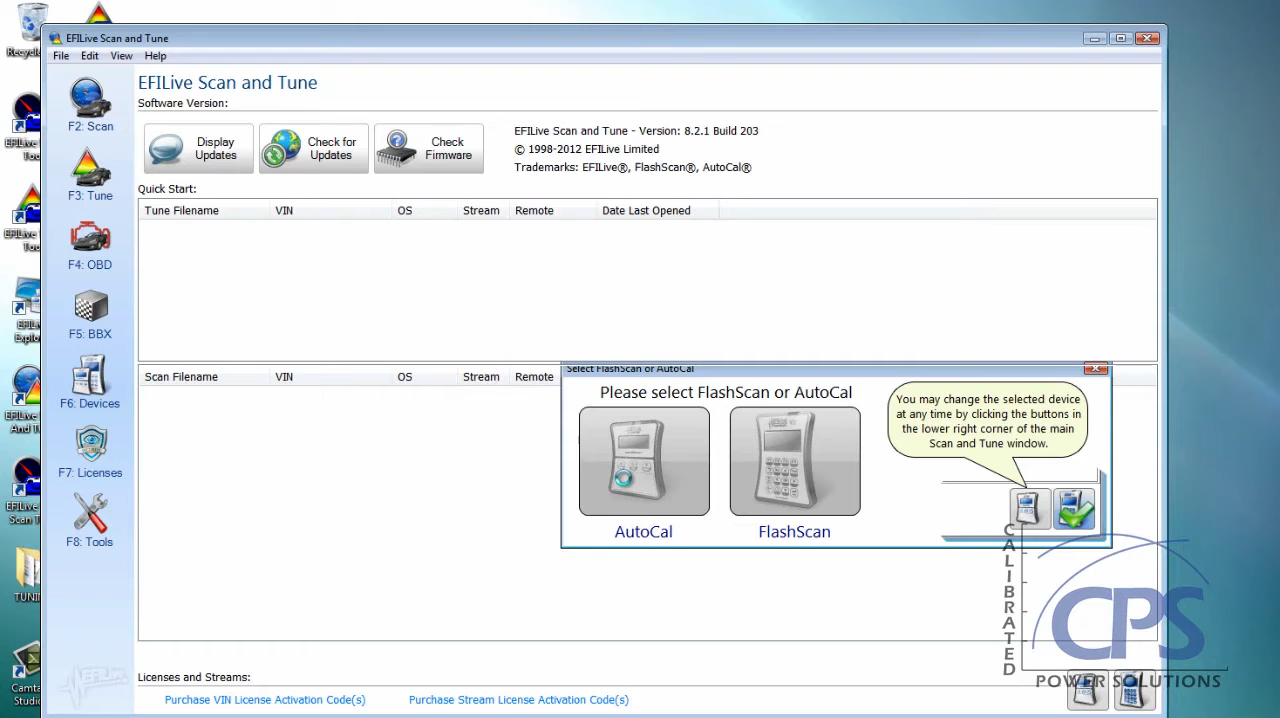 Recycle
EFILive Scan and Tune
File Edit View Help
EFILive Scan and Tune
Software Version:
F2: Scan
F3: Tune
F4: OBD
F5: BBX
F6: Devices
F7: Licenses
F8: Tools
Display Updates
Check for Updates
Check Firmware
EFILive Scan and Tune - Version: 8.2.1 Build 203
© 1998-2012 EFILive Limited
Trademarks: EFILive®, FlashScan®, AutoCal®
Quick Start:
Tune Filename VIN OS Stream Remote Date Last Opened
Scan Filename VIN OS Stream Remote
Select FlashScan or AutoCal
Please select FlashScan or AutoCal
AutoCal
FlashScan
You may change the selected device
at any time by clicking the buttons in
the lower right corner of the main
Scan and Tune window.
CALIBRATED
CPS
POWER SOLUTIONS
Licenses and Streams:
Purchase VIN License Activation Code(s) Purchase Stream License Activation Code(s)
TUNIN
Camta
Studio